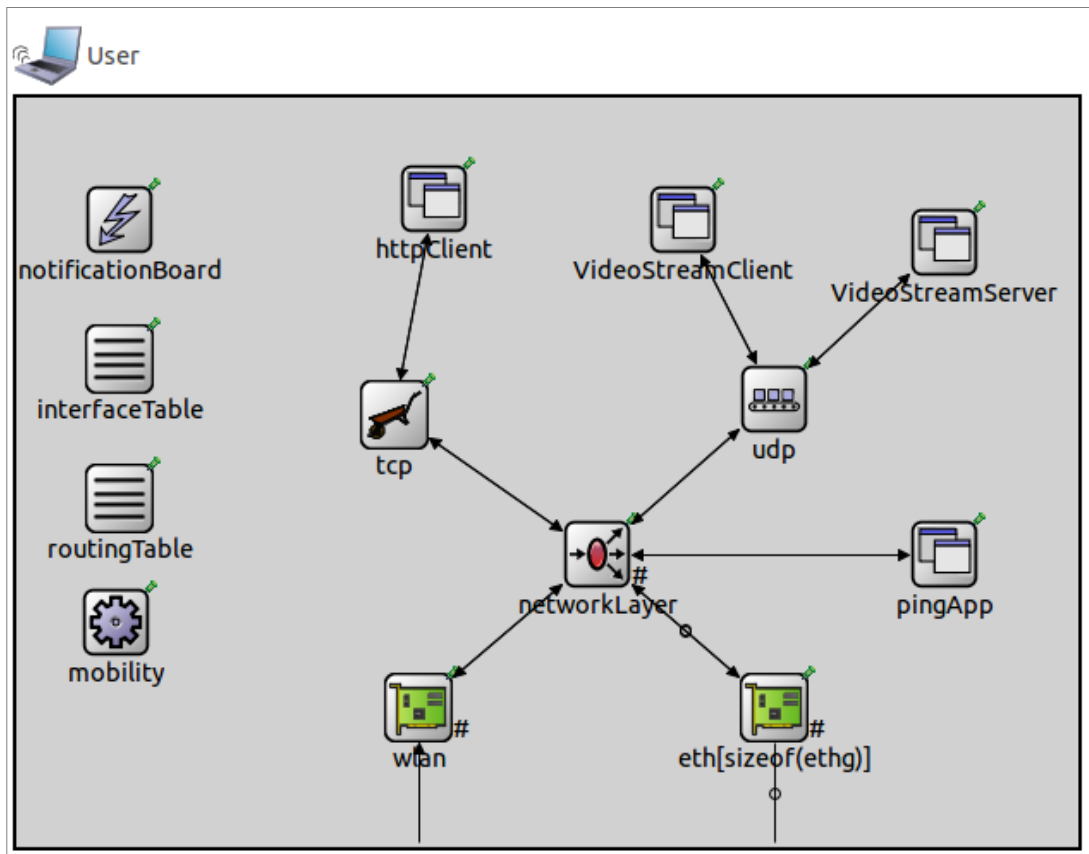 User
notificationBoard
httpClient
VideoStreamClient
VideoStreamServer
interfaceTable
tcp
udp
routingTable
#
networkLayer
pingApp
mobility
#
wlan
#
eth[sizeof(ethg)]